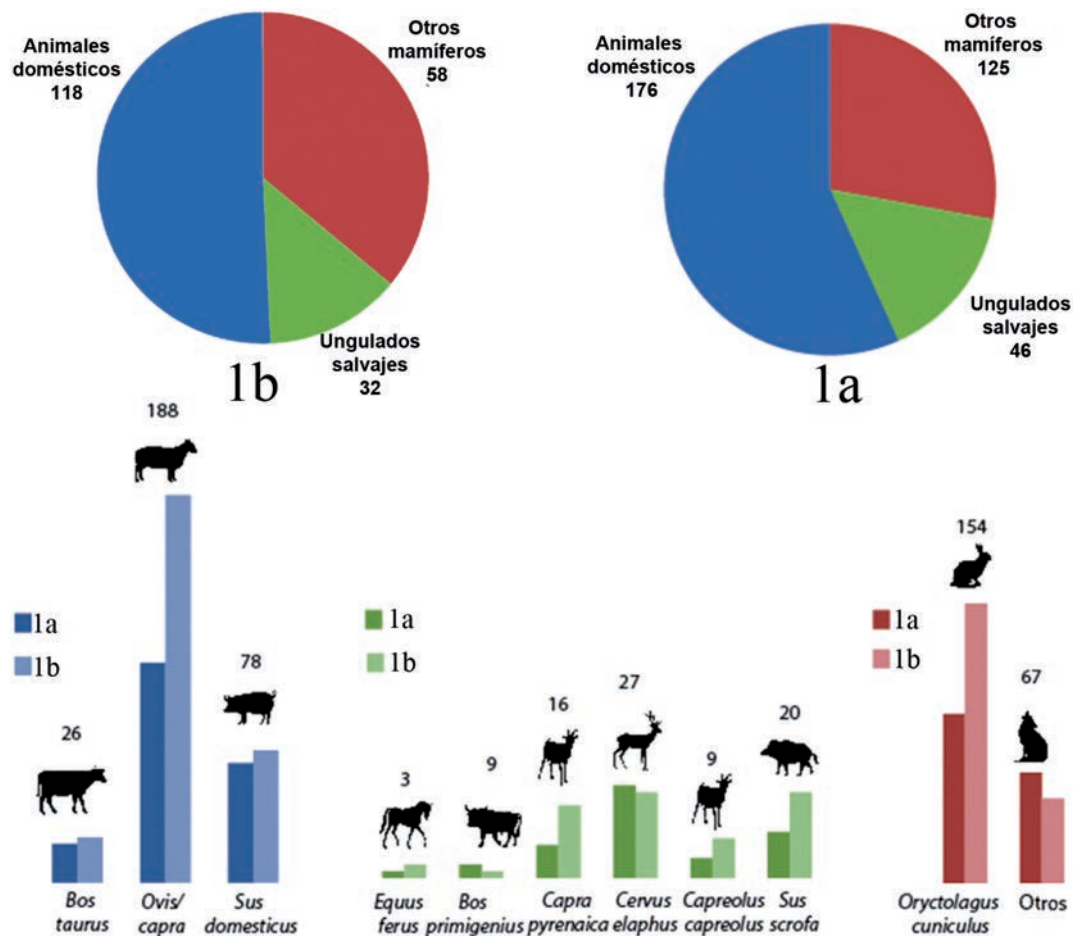 Animales
domésticos
118
Otros
mamíferos
58
Ungulados
salvajes
32
1b
Animales
domésticos
176
Otros
mamíferos
125
Ungulados
salvajes
46
1a
1a
1b
26
188
78
Bos
taurus
Ovis/
capra
Sus
domesticus
1a
1b
3
9
16
27
9
20
Equus
ferus
Bos
primigenius
Capra
pyrenaica
Cervus
elaphus
Capreolus
capreolus
Sus
scrofa
1a
1b
154
67
Oryctolagus
cuniculus
Otros